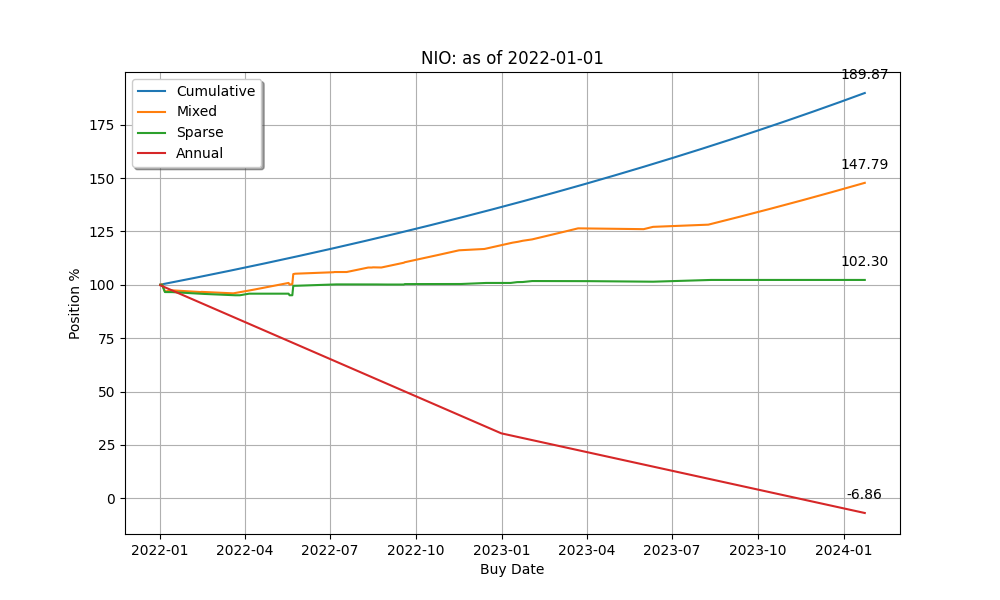 NIO: as of 2022-01-01
189.87
Cumulative
Mixed
Sparse
Annual
147.79
102.30
-6.86
175
150
125
100
75
50
25
0
Position %
2022-01 2022-04 2022-07 2022-10 2023-01 2023-04 2023-07 2023-10 2024-01
Buy Date